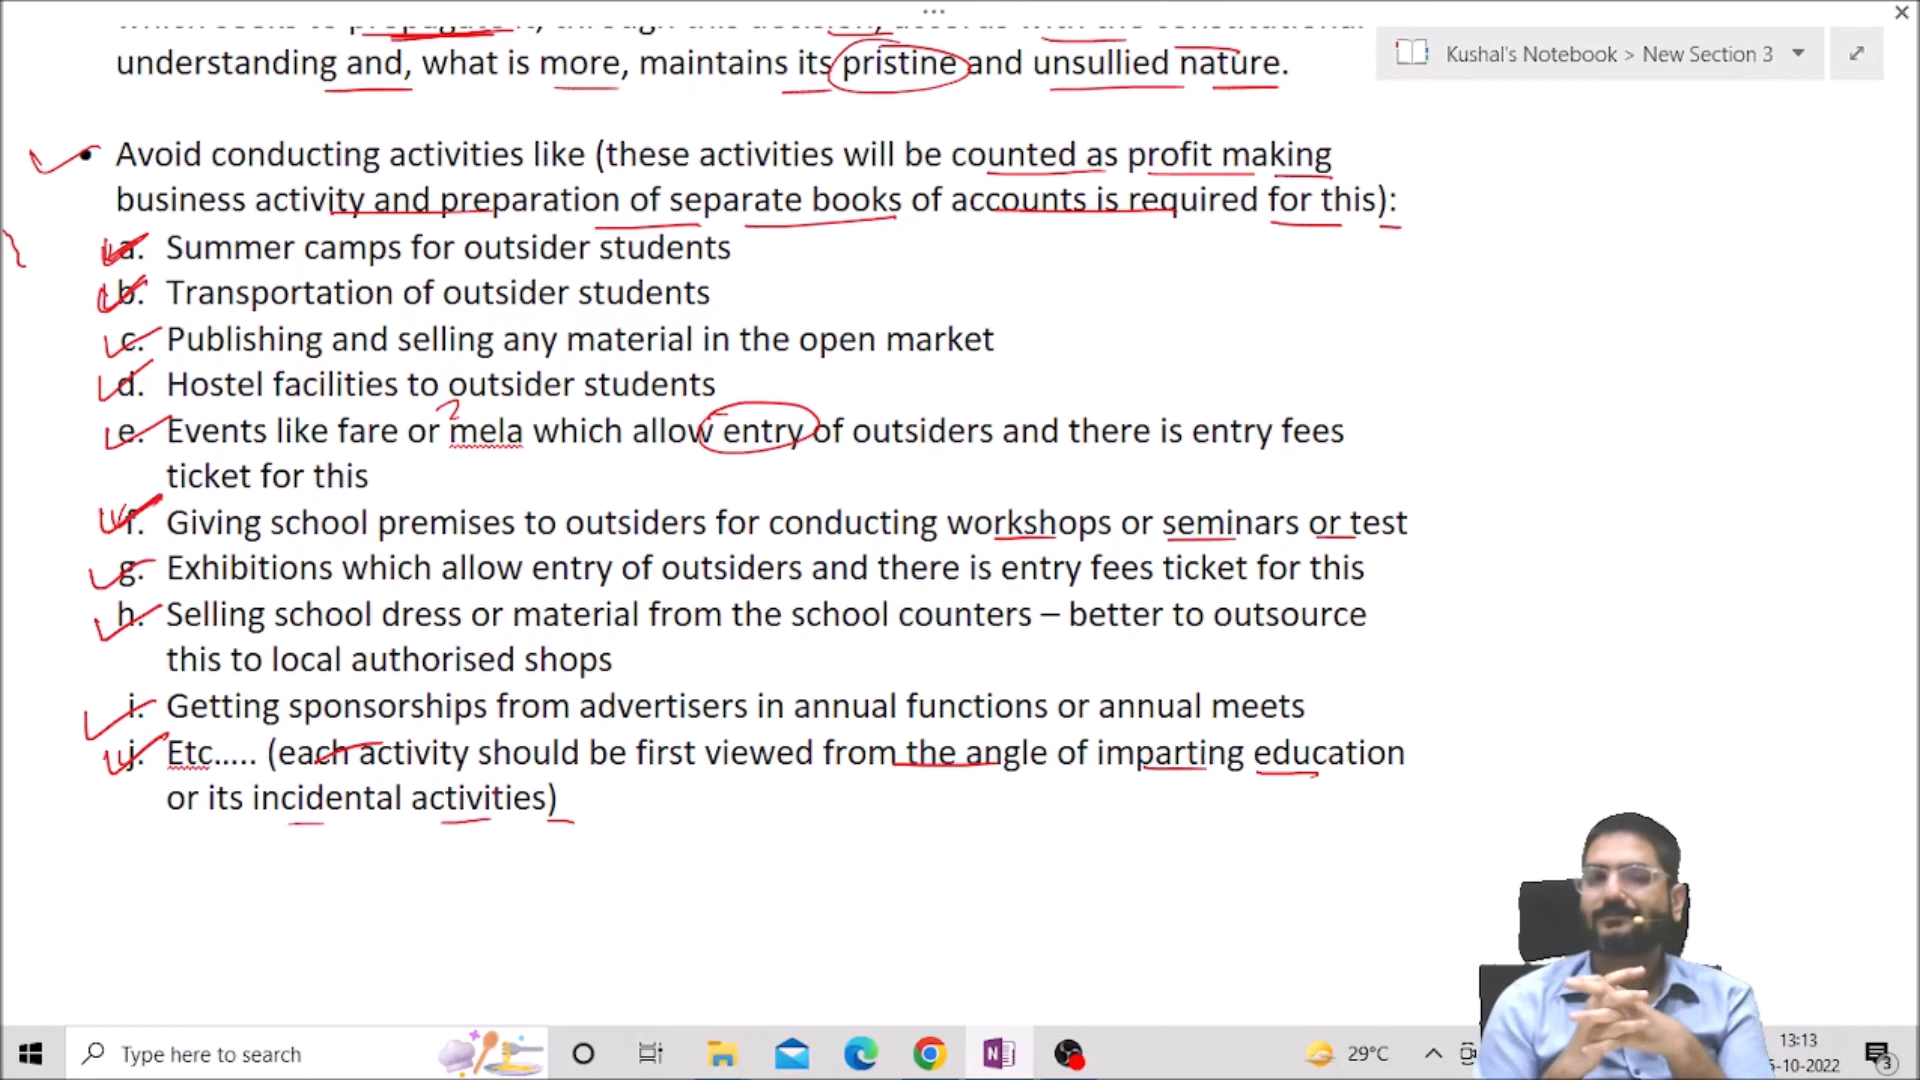 understanding and, what is more, maintains its pristine and unsullied nature.
Kushal's Notebook > New Section 3
• Avoid conducting activities like (these activities will be counted as profit making
business activity and preparation of separate books of accounts is required for this):
a. Summer camps for outsider students
b. Transportation of outsider students
c. Publishing and selling any material in the open market
d. Hostel facilities to outsider students
e. Events like fare or mela which allow entry of outsiders and there is entry fees
ticket for this
f. Giving school premises to outsiders for conducting workshops or seminars or test
g. Exhibitions which allow entry of outsiders and there is entry fees ticket for this
h. Selling school dress or material from the school counters – better to outsource
this to local authorised shops
i. Getting sponsorships from advertisers in annual functions or annual meets
j. Etc..... (each activity should be first viewed from the angle of imparting education
or its incidental activities)
Type here to search
29°C
13:13
-10-2022
3